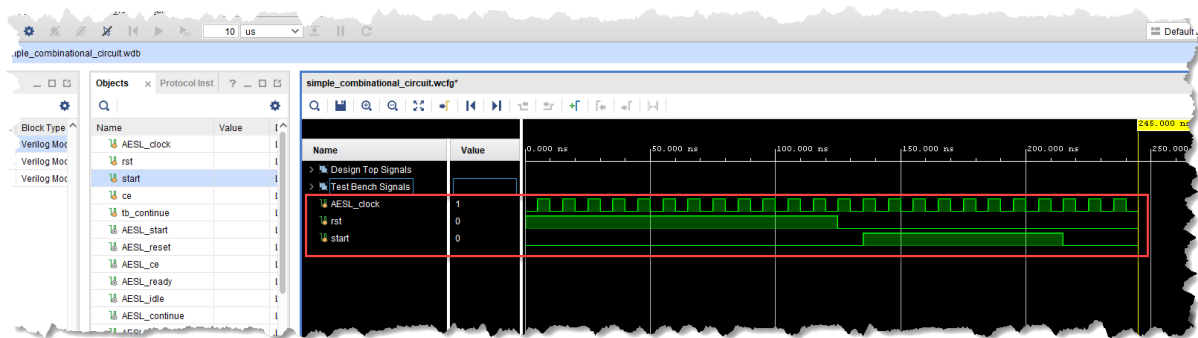 10 us
Default
ple_combinational_circuit.wdb
Objects × Protocol Inst ?
simple_combinational_circuit.wcfg*
Block Type
Verilog Moc
Verilog Moc
Verilog Moc
Name Value
AESL_clock
rst
start
ce
tb_continue
AESL_start
AESL_reset
AESL_ce
AESL_ready
AESL_idle
AESL_continue
245.000 ns
Name Value
0.000 ns 50.000 ns 100.000 ns 150.000 ns 200.000 ns 250.000
Design Top Signals
Test Bench Signals
AESL_clock 1
rst 0
start 0